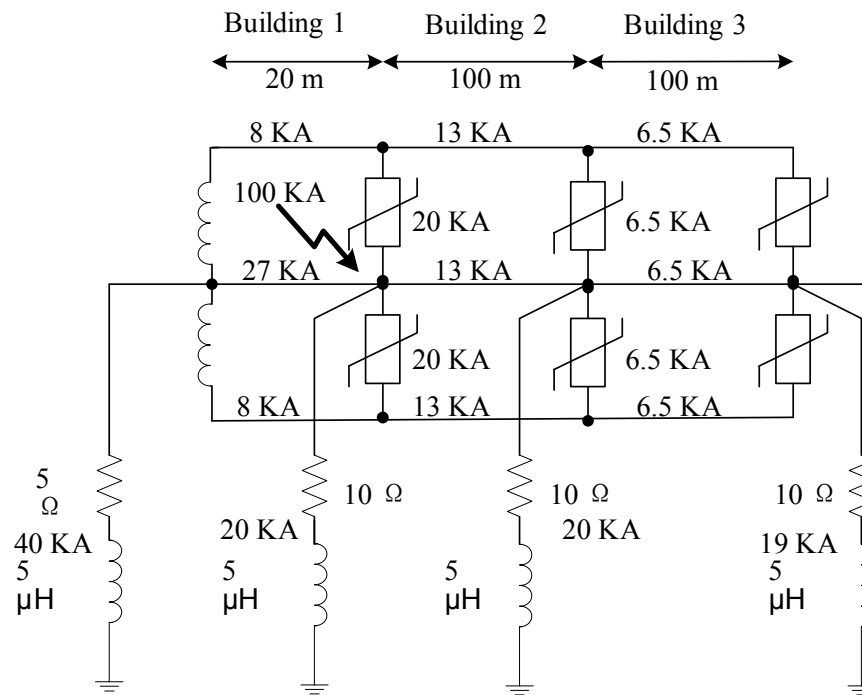 Building 1 Building 2 Building 3
20 m 100 m 100 m
8 KA 13 KA 6.5 KA
100 KA
20 KA 6.5 KA
27 KA 13 KA 6.5 KA
20 KA 6.5 KA
8 KA 13 KA 6.5 KA
5 10 Ω 10 Ω 10 Ω
Ω
20 KA 20 KA 19 KA
40 KA
5 5 5 5
μH μH μH μH